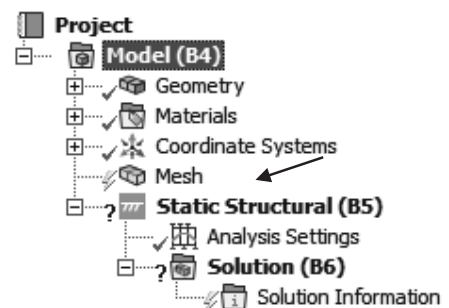 Project
Model (B4)
Geometry
Materials
Coordinate Systems
Mesh
Static Structural (B5)
Analysis Settings
Solution (B6)
Solution Information